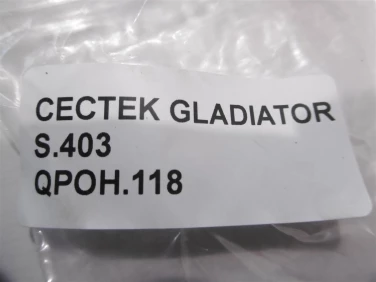 CECTEK GLADIATOR
S.403
QPOH.118